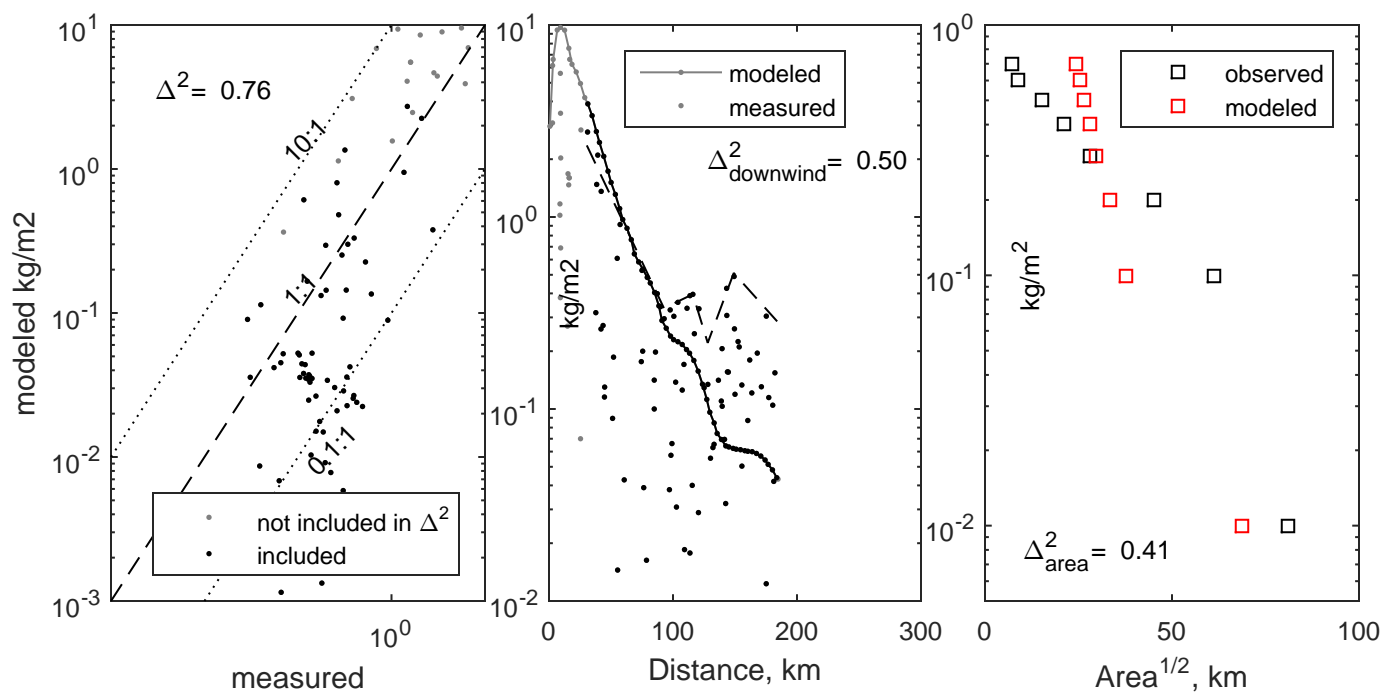 10^1
10^0
10^-1
10^-2
10^-3
modeled kg/m2
Δ^2= 0.76
10:1
1:1
0.1:1
not included in Δ^2
included
10^0
measured
10^1
10^0
10^-1
10^-2
kg/m2
modeled
measured
Δ^2_downwind= 0.50
0
100
200
300
Distance, km
10^0
10^-1
10^-2
kg/m^2
observed
modeled
Δ^2_area= 0.41
0
50
100
Area^1/2, km